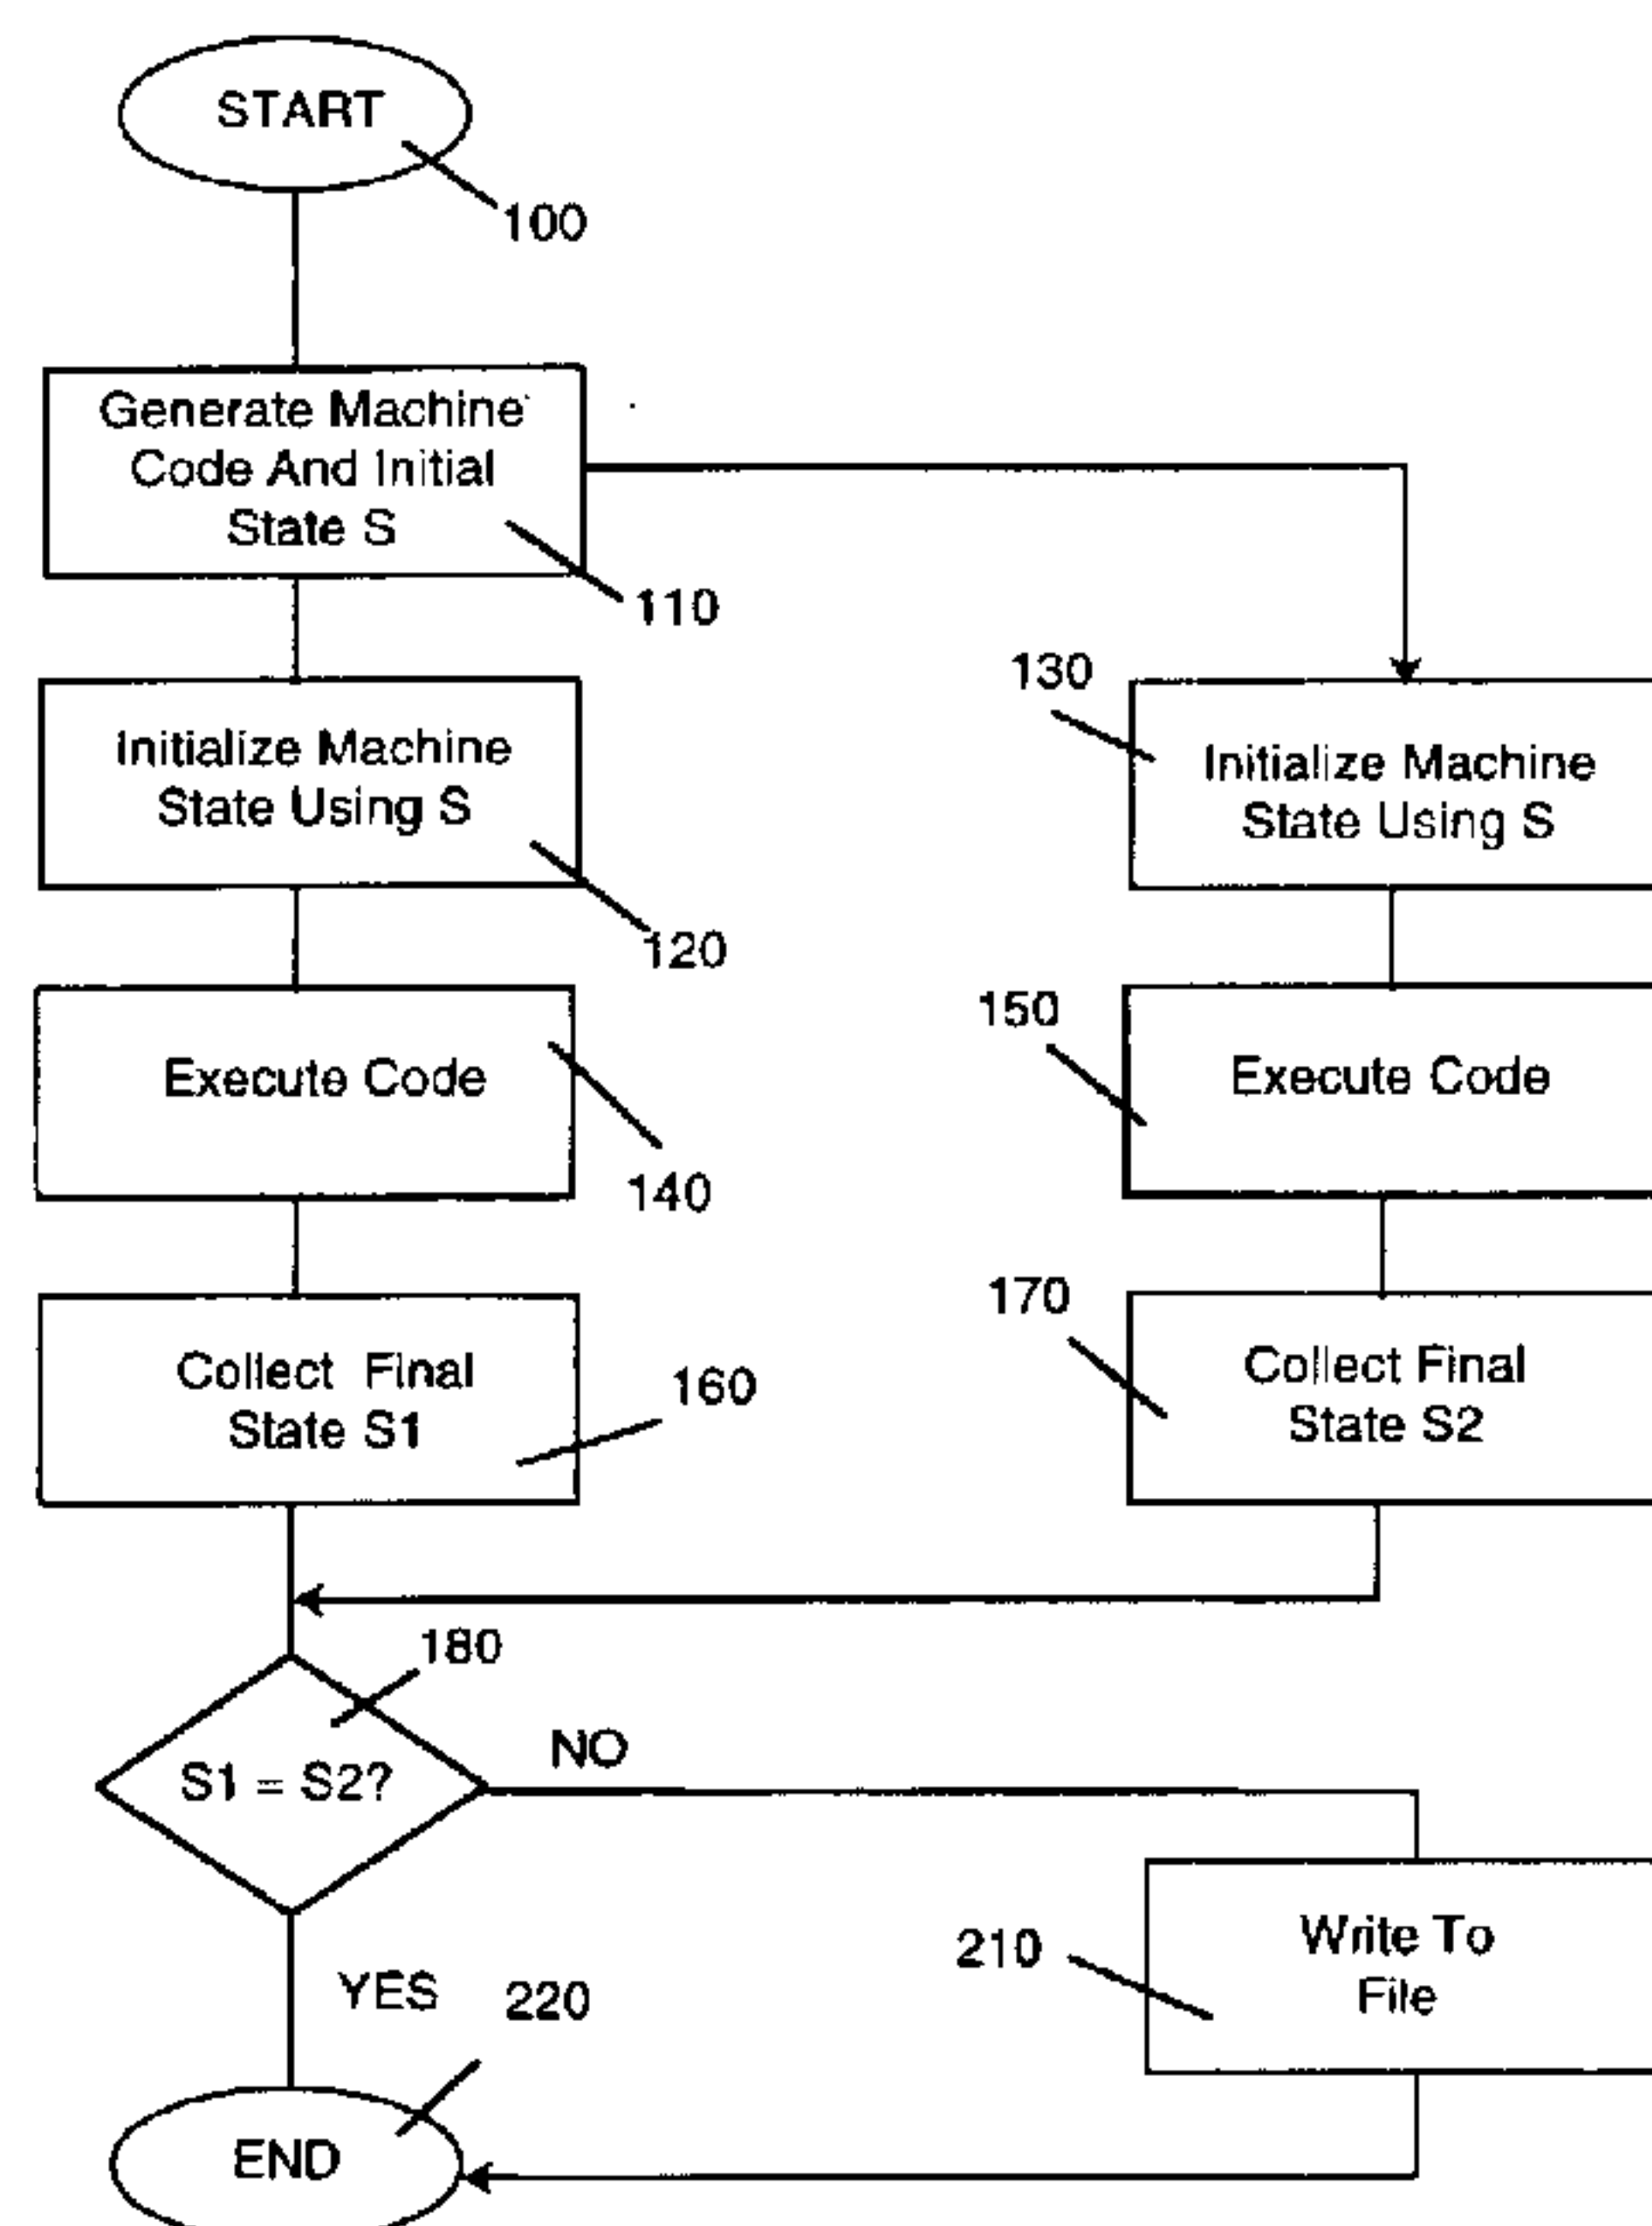 START
100
Generate Machine
Code And Initial
State S
110
Initialize Machine
State Using S
120
130
Initialize Machine
State Using S
Execute Code
140
150
Execute Code
Collect Final
State S1
160
170
Collect Final
State S2
180
S1 = S2?
NO
YES
210
Write To
File
220
END